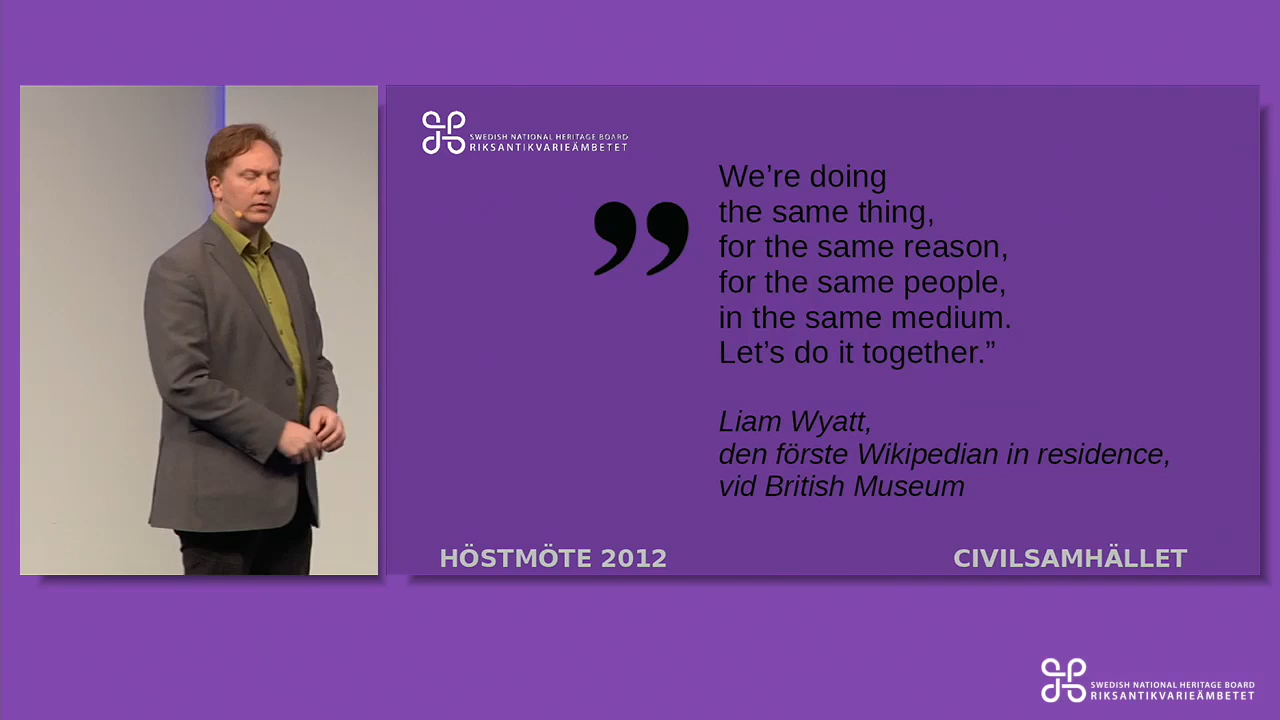 SWEDISH NATIONAL HERITAGE BOARD
RIKSANTIKVARIEÄMBETET
”
We’re doing
the same thing,
for the same reason,
for the same people,
in the same medium.
Let’s do it together.”
Liam Wyatt,
den förste Wikipedian in residence,
vid British Museum
HÖSTMÖTE 2012
CIVILSAMHÄLLET
SWEDISH NATIONAL HERITAGE BOARD
RIKSANTIKVARIEÄMBETET